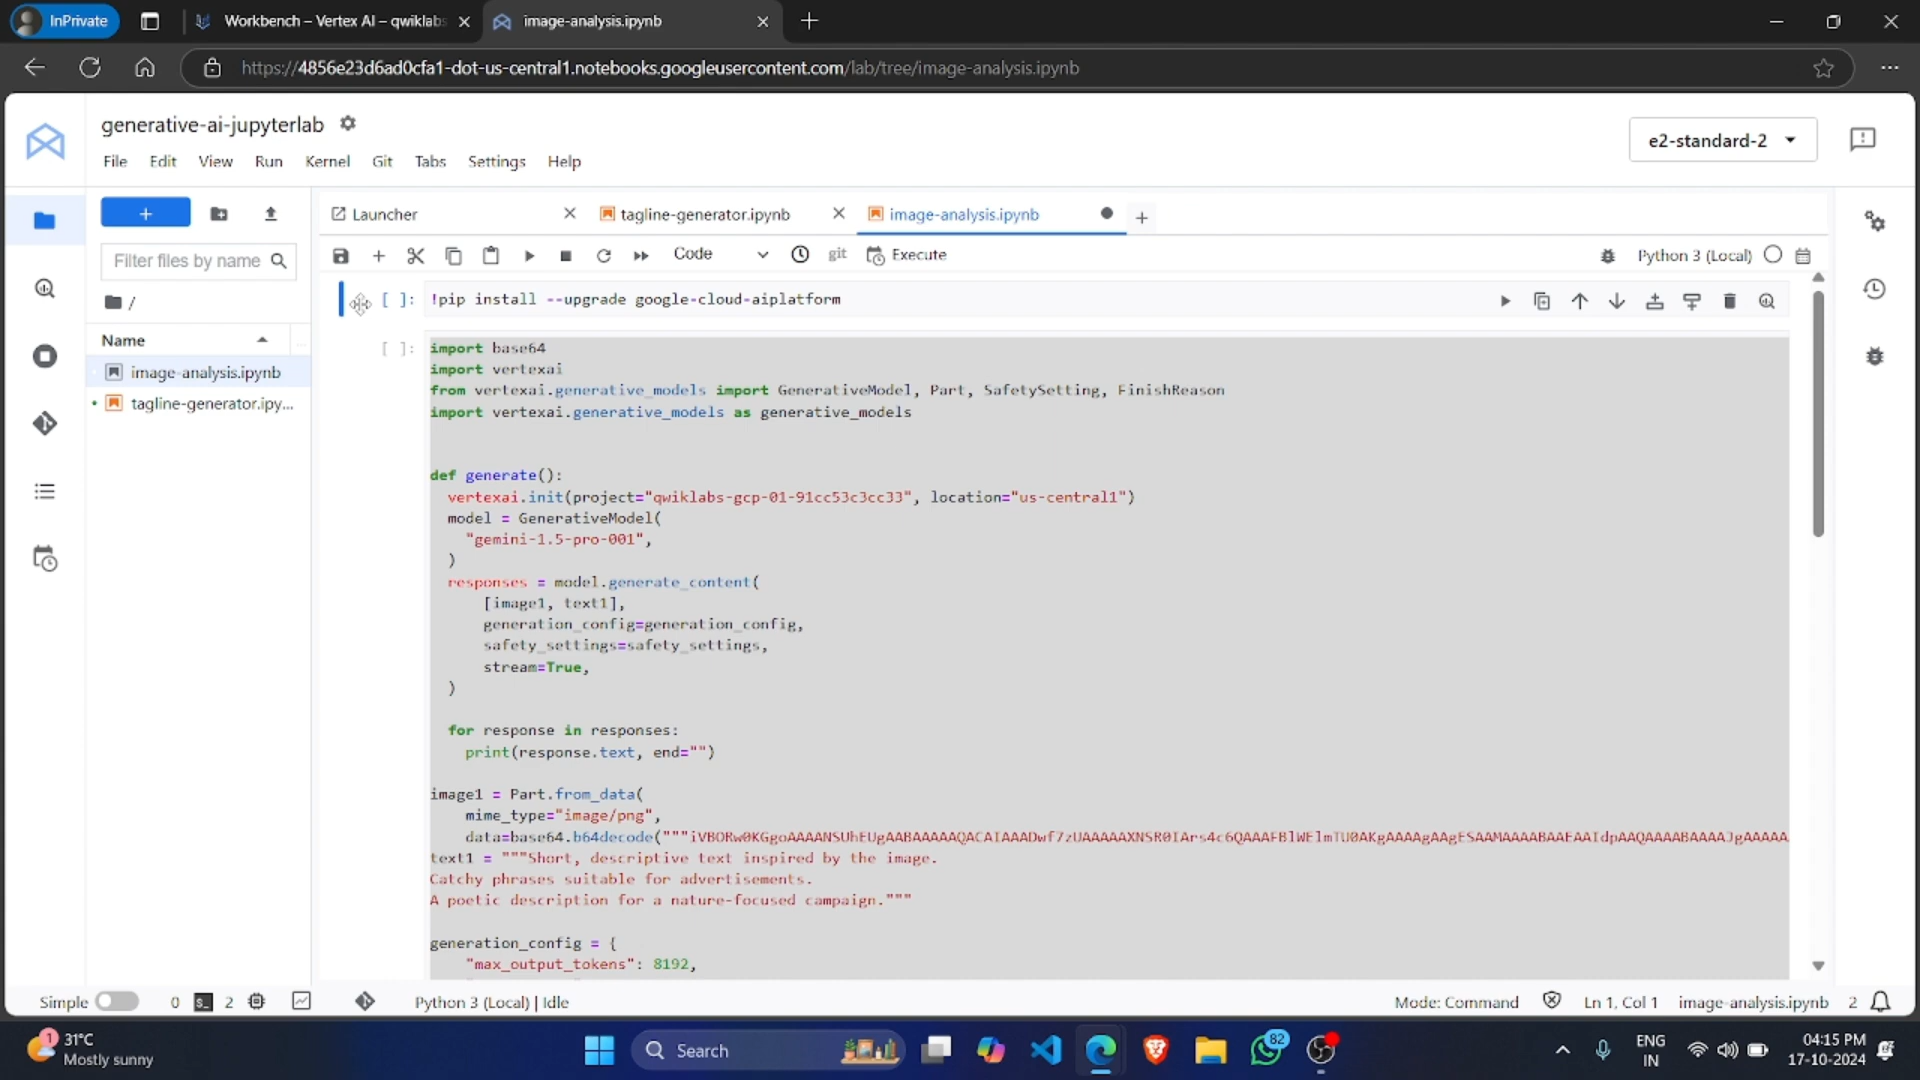 InPrivate
Workbench – Vertex AI – qwiklabs
image-analysis.ipynb
https://4856e23d6ad0cfa1-dot-us-central1.notebooks.googleusercontent.com/lab/tree/image-analysis.ipynb
generative-ai-jupyterlab
e2-standard-2
File Edit View Run Kernel Git Tabs Settings Help
Launcher
tagline-generator.ipynb
image-analysis.ipynb
Filter files by name
Code
git
Execute
Python 3 (Local)
/
Name
image-analysis.ipynb
tagline-generator.ipy...
[ ]: !pip install --upgrade google-cloud-aiplatform
[ ]: import base64
import vertexai
from vertexai.generative_models import GenerativeModel, Part, SafetySetting, FinishReason
import vertexai.generative_models as generative_models
def generate():
vertexai.init(project="qwiklabs-gcp-01-91cc53c3cc33", location="us-central1")
model = GenerativeModel(
"gemini-1.5-pro-001",
)
responses = model.generate_content(
[image1, text1],
generation_config=generation_config,
safety_settings=safety_settings,
stream=True,
)
for response in responses:
print(response.text, end="")
image1 = Part.from_data(
mime_type="image/png",
data=base64.b64decode("""
text1 = """Short, descriptive text inspired by the image.
Catchy phrases suitable for advertisements.
A poetic description for a nature-focused campaign."""
generation_config = {
"max_output_tokens": 8192,
Simple 0 2 Python 3 (Local) | Idle Mode: Command Ln 1, Col 1 image-analysis.ipynb 2
1
31°C
Mostly sunny
Search
82
ENG
IN
04:15 PM
17-10-2024